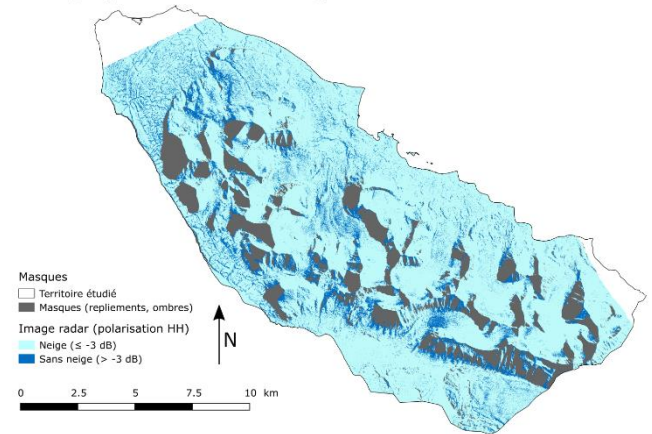 Masques
Territoire étudié
Masques (repliements, ombres)
Image radar (polarisation HH)
Neige (≤ -3 dB)
Sans neige (> -3 dB)
N
0 2.5 5 7.5 10 km